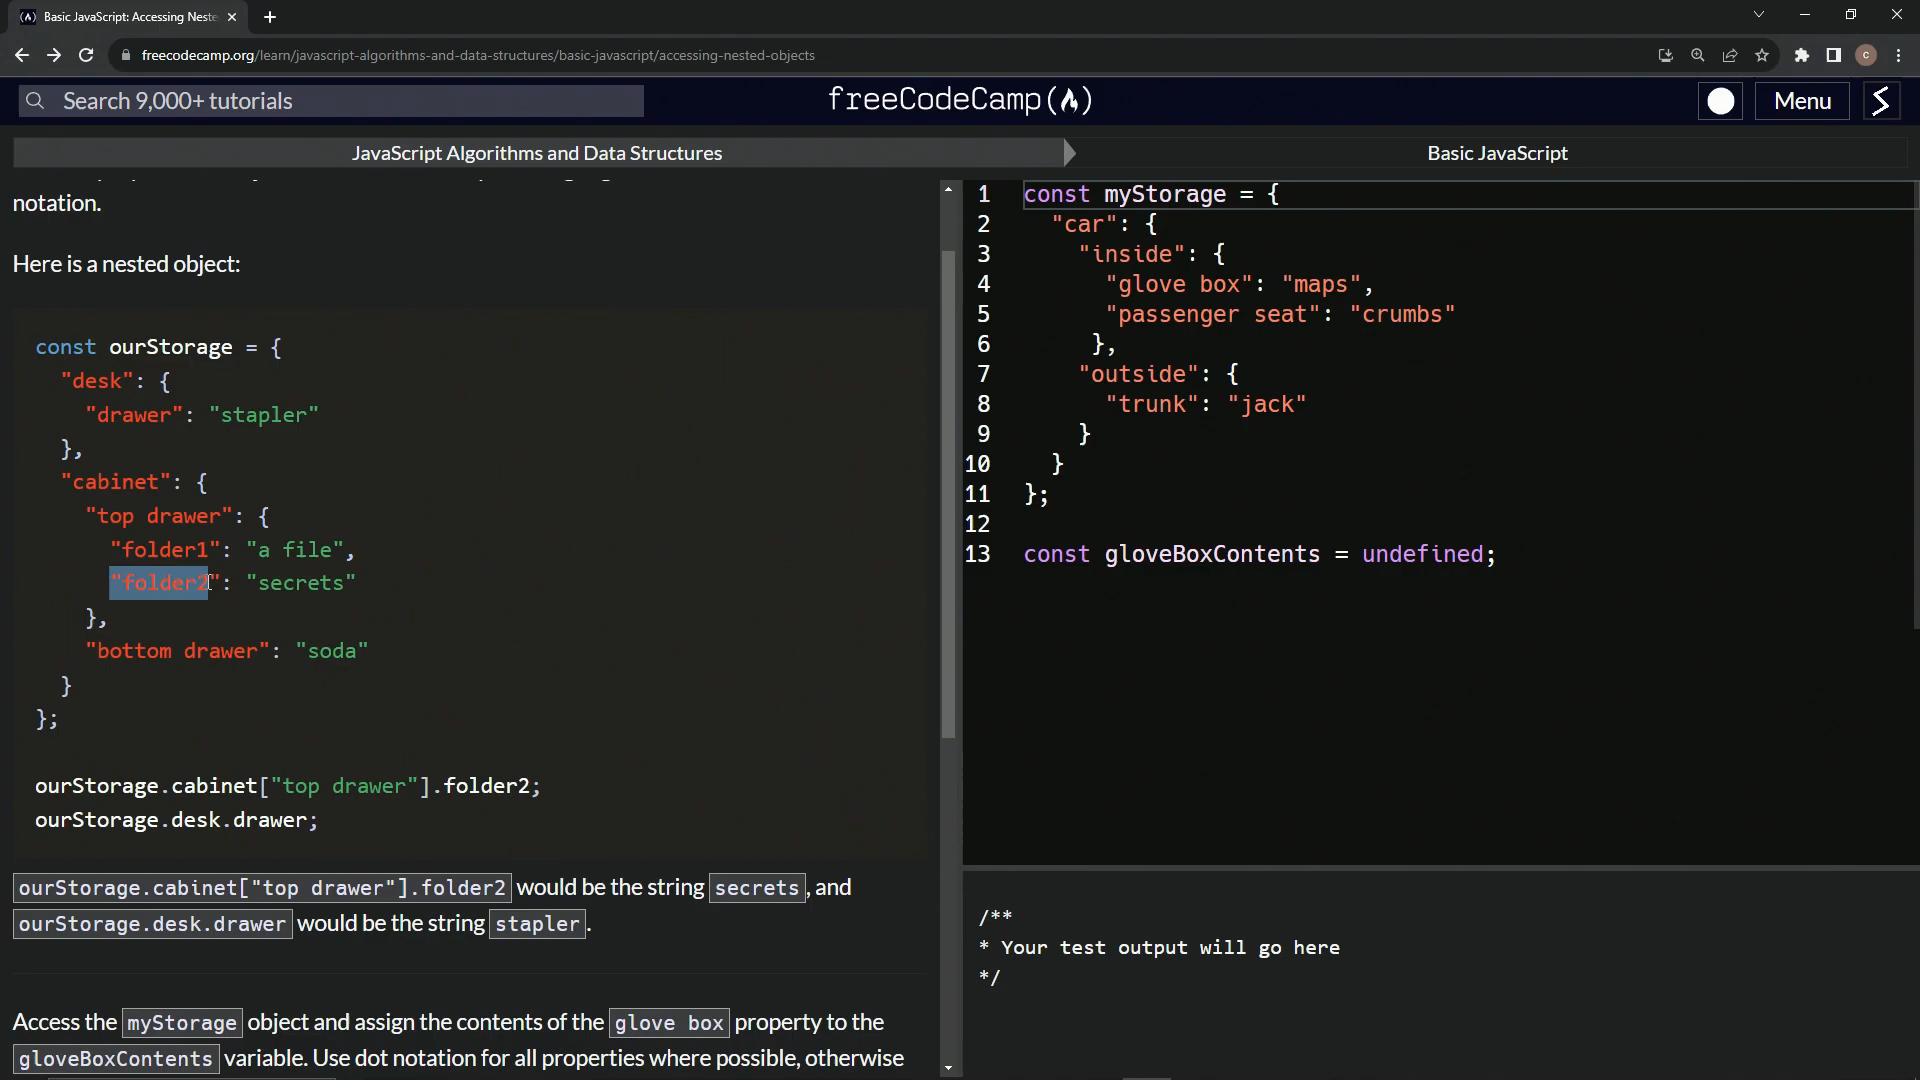 Basic JavaScript: Accessing Neste
freecodecamp.org/learn/javascript-algorithms-and-data-structures/basic-javascript/accessing-nested-objects
C
Search 9,000+ tutorials
freeCodeCamp
Menu
JavaScript Algorithms and Data Structures
Basic JavaScript
notation.
Here is a nested object:
const ourStorage = {
"desk": {
"drawer": "stapler"
},
"cabinet": {
"top drawer": {
"folder1": "a file",
"folder2": "secrets"
},
"bottom drawer": "soda"
}
};
ourStorage.cabinet["top drawer"].folder2;
ourStorage.desk.drawer;
ourStorage.cabinet["top drawer"].folder2 would be the string secrets, and
ourStorage.desk.drawer would be the string stapler.
Access the myStorage object and assign the contents of the glove box property to the
gloveBoxContents variable. Use dot notation for all properties where possible, otherwise
1 const myStorage = {
2 "car": {
3 "inside": {
4 "glove box": "maps",
5 "passenger seat": "crumbs"
6 },
7 "outside": {
8 "trunk": "jack"
9 }
10 }
11 };
12
13 const gloveBoxContents = undefined;
/**
* Your test output will go here
*/